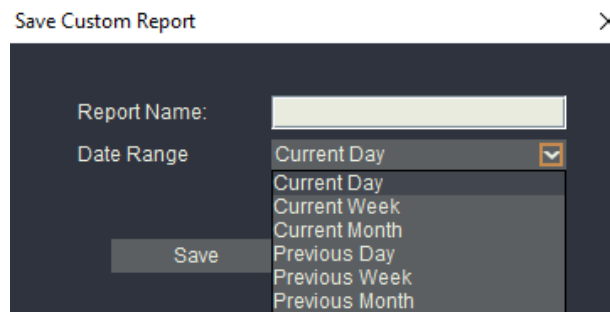 Save Custom Report
Report Name:
Date Range
Current Day
Current Day
Current Week
Current Month
Previous Day
Save
Previous Week
Previous Month